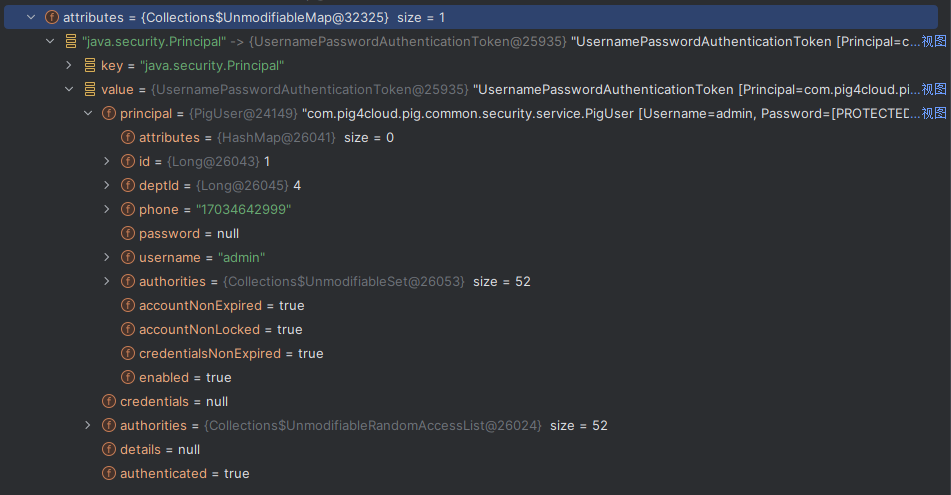 attributes = {Collections$UnmodifiableMap@32325} size = 1
"java.security.Principal" -> {UsernamePasswordAuthenticationToken@25935} "UsernamePasswordAuthenticationToken [Principal=c...视图
key = "java.security.Principal"
value = {UsernamePasswordAuthenticationToken@25935} "UsernamePasswordAuthenticationToken [Principal=com.pig4cloud.pi...视图
principal = {PigUser@24149} "com.pig4cloud.pig.common.security.service.PigUser [Username=admin, Password=[PROTECTED...视图
attributes = {HashMap@26041} size = 0
id = {Long@26043} 1
deptId = {Long@26045} 4
phone = "17034642999"
password = null
username = "admin"
authorities = {Collections$UnmodifiableSet@26053} size = 52
accountNonExpired = true
accountNonLocked = true
credentialsNonExpired = true
enabled = true
credentials = null
authorities = {Collections$UnmodifiableRandomAccessList@26024} size = 52
details = null
authenticated = true